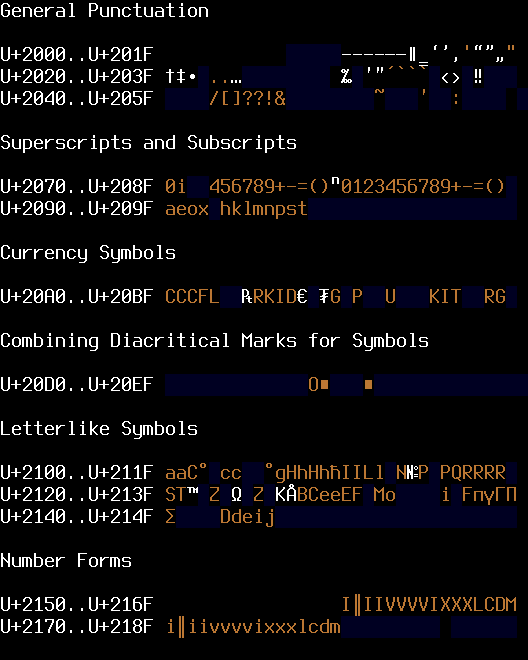 General Punctuation
U+2000..U+201F ------‖‗‘’‚'“”„"
U+2020..U+203F †‡• ..… ‰ ′″´``` ‹› ‼
U+2040..U+205F /[]??!& ~ ' :
Superscripts and Subscripts
U+2070..U+208F 0i 456789+-=()ⁿ0123456789+-=()
U+2090..U+209F aeox hklmnpst
Currency Symbols
U+20A0..U+20BF CCCFL ₧RKID€ ₮G P U KIT RG
Combining Diacritical Marks for Symbols
U+20D0..U+20EF O▪ ▪
Letterlike Symbols
U+2100..U+211F aaC° cc °gHhHhħIILl N№P PQRRRR
U+2120..U+213F ST™ Z Ω Z KÅBCeeEF Mo i FπγΓΠ
U+2140..U+214F Σ Ddeij
Number Forms
U+2150..U+216F I‖IIVVVVIXXXLCDM
U+2170..U+218F i‖iivvvvixxxlcdm